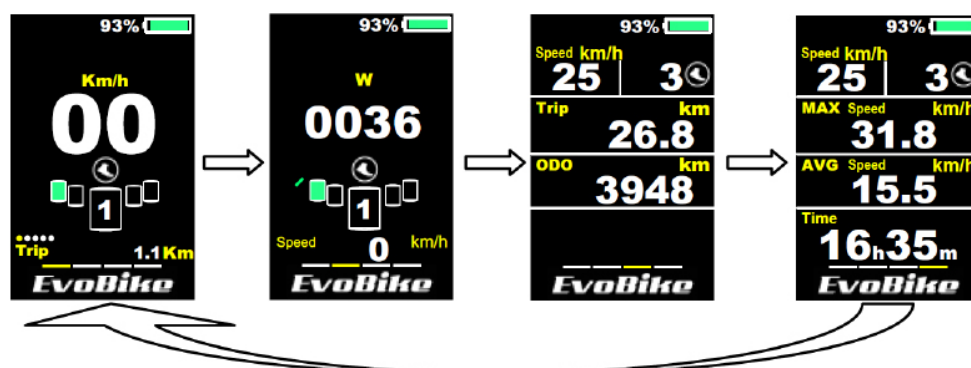 93%
Km/h
00
1
Trip 1.1 Km
EvoBike
93%
W
0036
1
Speed 0 km/h
EvoBike
93%
Speed km/h
25 3
Trip km
26.8
ODO km
3948
EvoBike
93%
Speed km/h
25 3
MAX Speed km/h
31.8
AVG Speed km/h
15.5
Time
16h35m
EvoBike